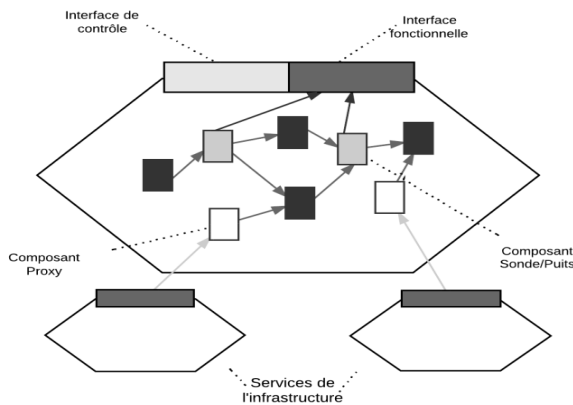 Interface de
contrôle
Interface
fonctionnelle
Composant
Proxy
Composant
Sonde/Puits
Services de
l'infrastructure